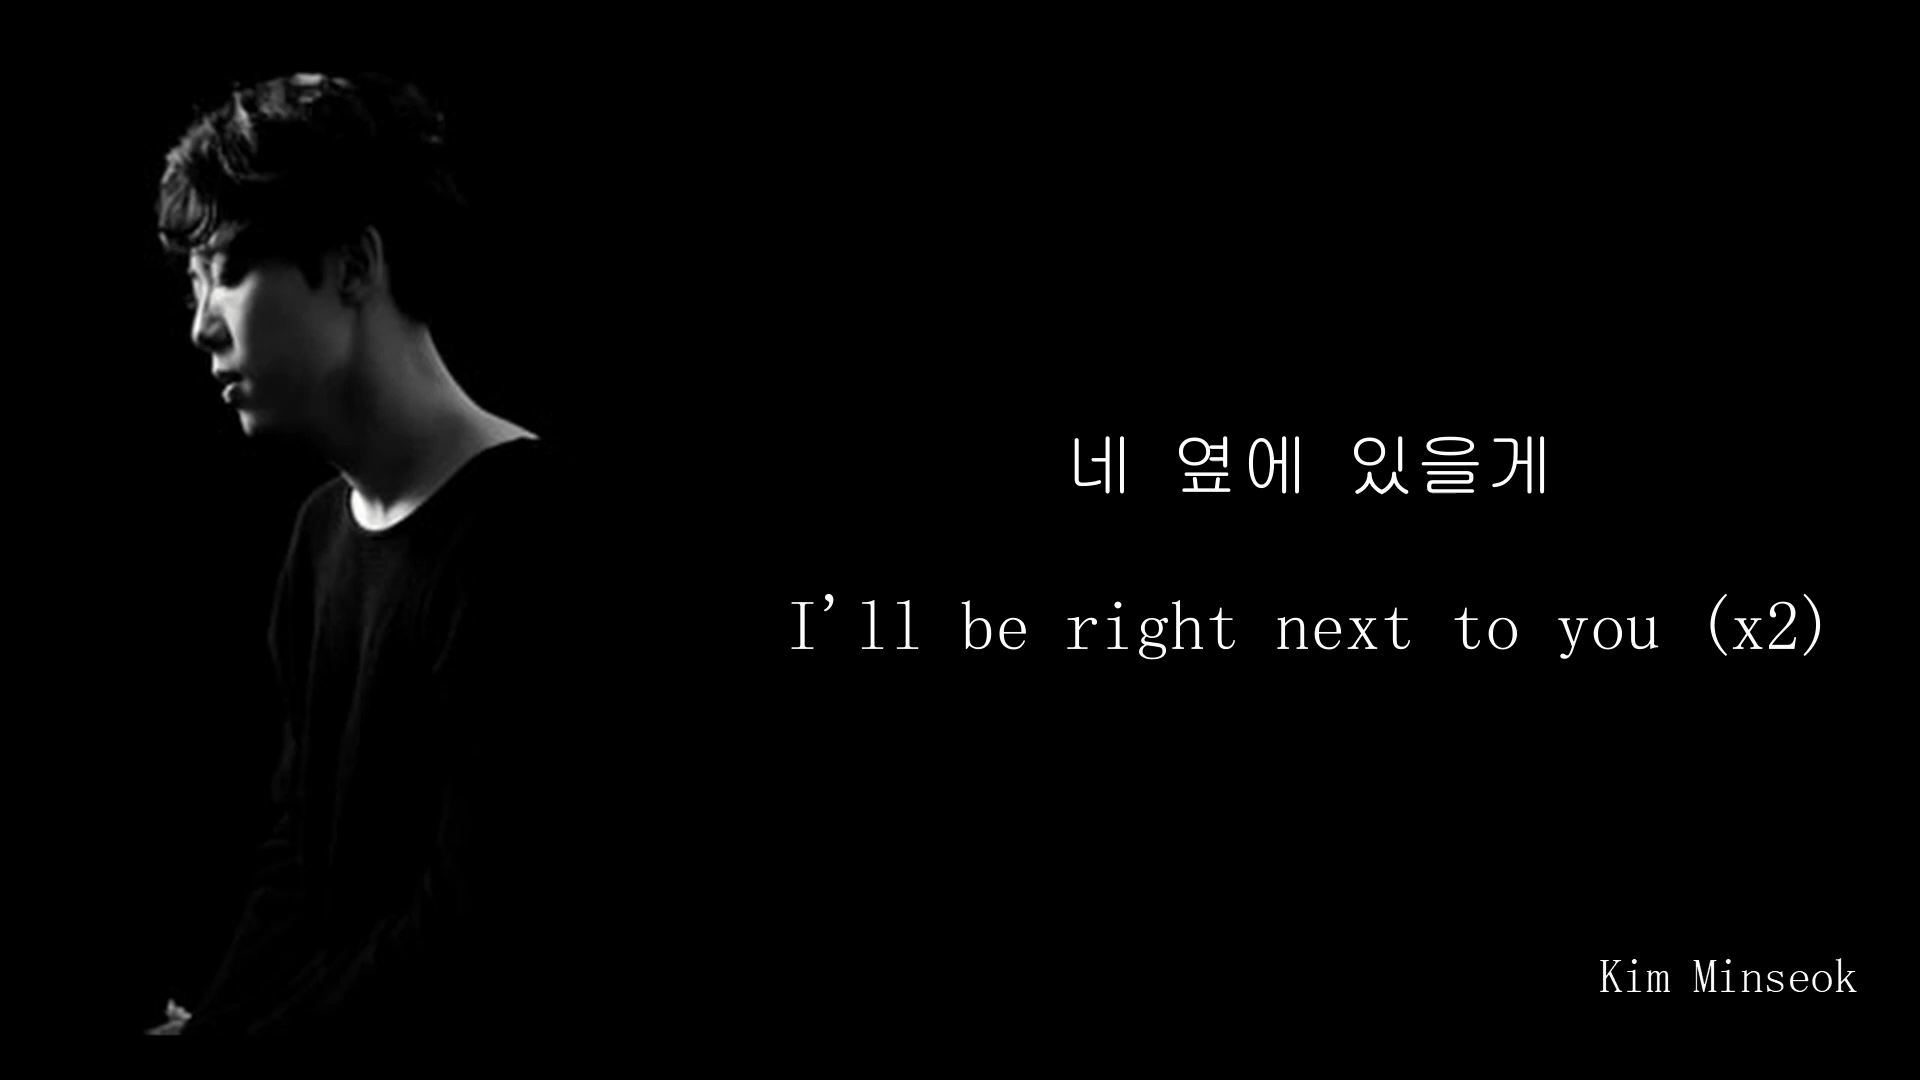 네 옆에 있을게
I'll be right next to you (x2)
Kim Minseok